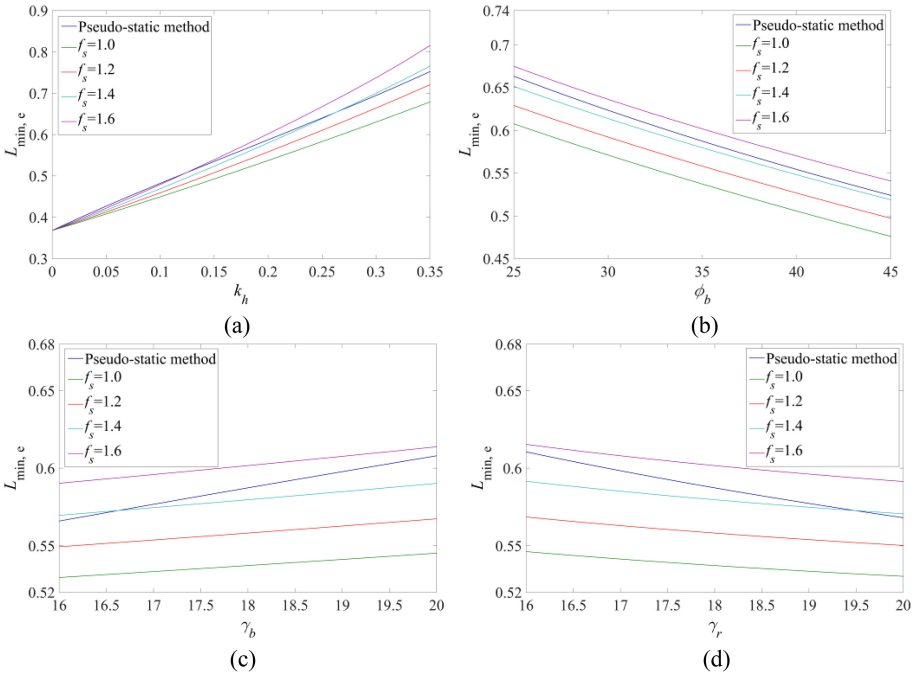 0.9
0.8
0.7
0.6
0.5
0.4
0.3
L min, e
Pseudo-static method
f_s=1.0
f_s=1.2
f_s=1.4
f_s=1.6
0 0.05 0.1 0.15 0.2 0.25 0.3 0.35
k_h
(a)
0.74
0.7
0.65
0.6
0.55
0.5
0.45
L min, e
Pseudo-static method
f_s=1.0
f_s=1.2
f_s=1.4
f_s=1.6
25 30 35 40 45
ϕ_b
(b)
0.68
0.65
0.6
0.55
0.52
L min, e
Pseudo-static method
f_s=1.0
f_s=1.2
f_s=1.4
f_s=1.6
16 16.5 17 17.5 18 18.5 19 19.5 20
γ_b
(c)
0.68
0.65
0.6
0.55
0.52
L min, e
Pseudo-static method
f_s=1.0
f_s=1.2
f_s=1.4
f_s=1.6
16 16.5 17 17.5 18 18.5 19 19.5 20
γ_r
(d)